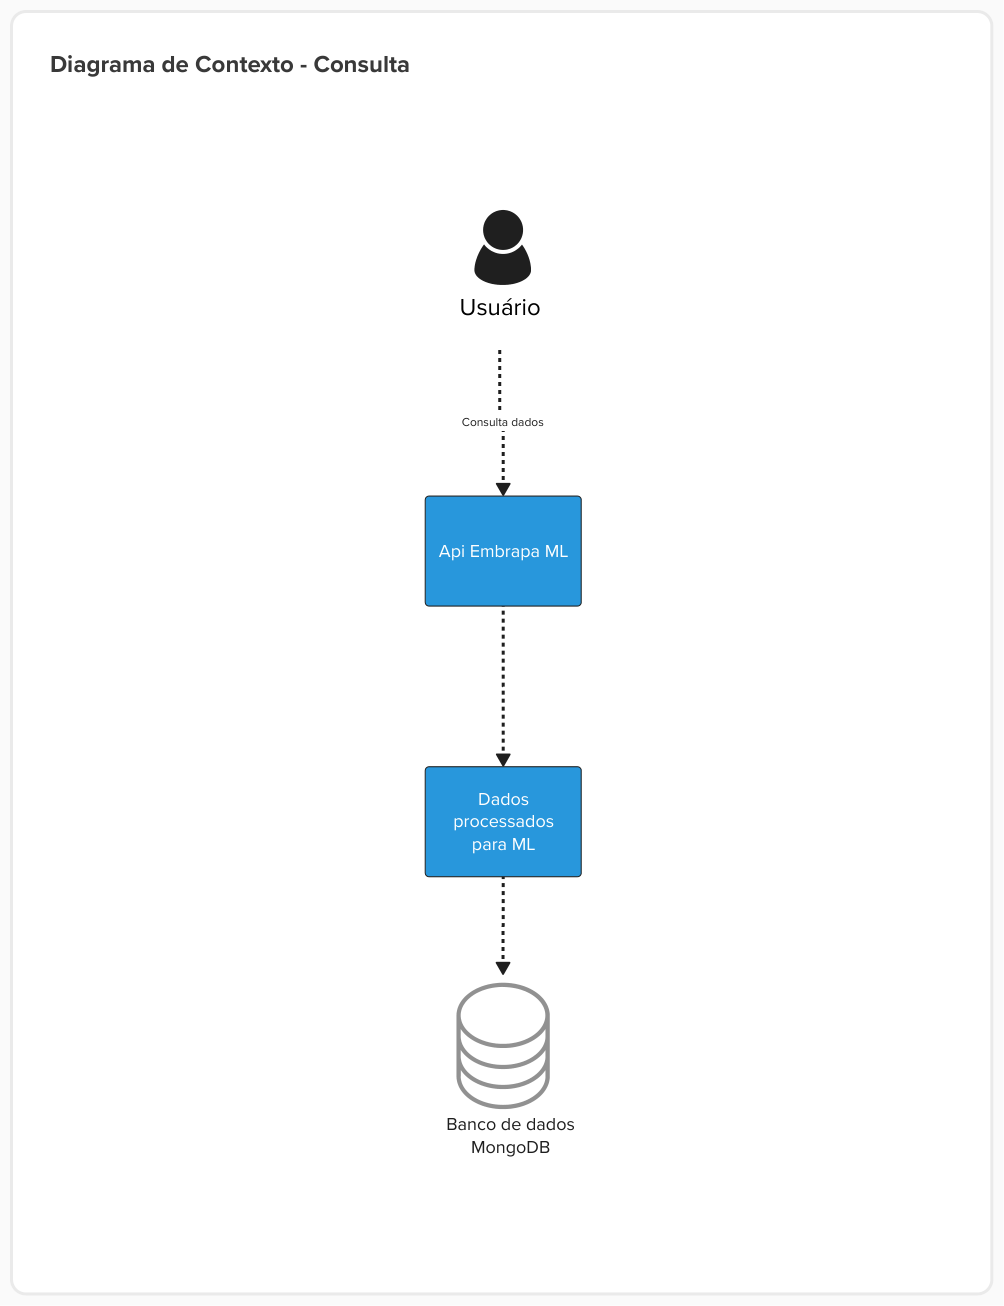 Diagrama de Contexto - Consulta
Usuário
Consulta dados
Api Embrapa ML
Dados
processados
para ML
Banco de dados
MongoDB